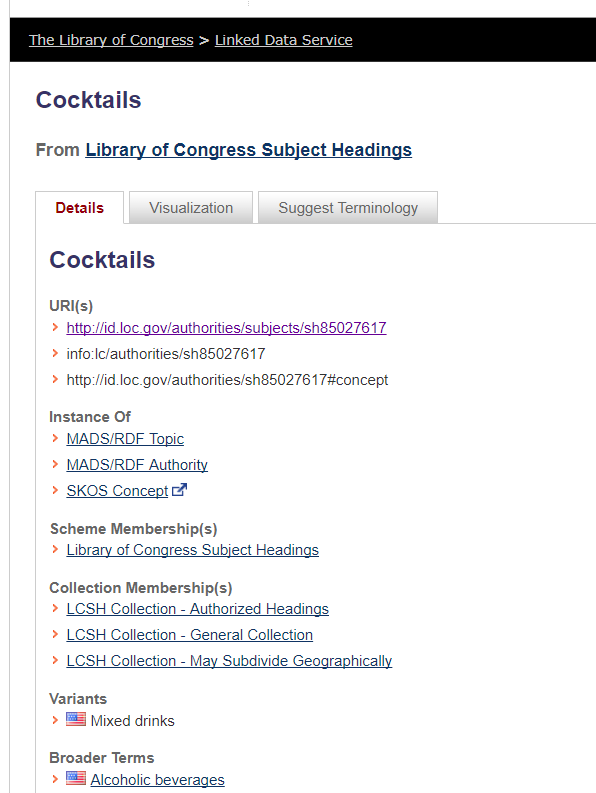 The Library of Congress > Linked Data Service
Cocktails
From Library of Congress Subject Headings
Details Visualization Suggest Terminology
Cocktails
URI(s)
http://id.loc.gov/authorities/subjects/sh85027617
info:lc/authorities/sh85027617
http://id.loc.gov/authorities/sh85027617#concept
Instance Of
MADS/RDF Topic
MADS/RDF Authority
SKOS Concept
Scheme Membership(s)
Library of Congress Subject Headings
Collection Membership(s)
LCSH Collection - Authorized Headings
LCSH Collection - General Collection
LCSH Collection - May Subdivide Geographically
Variants
Mixed drinks
Broader Terms
Alcoholic beverages